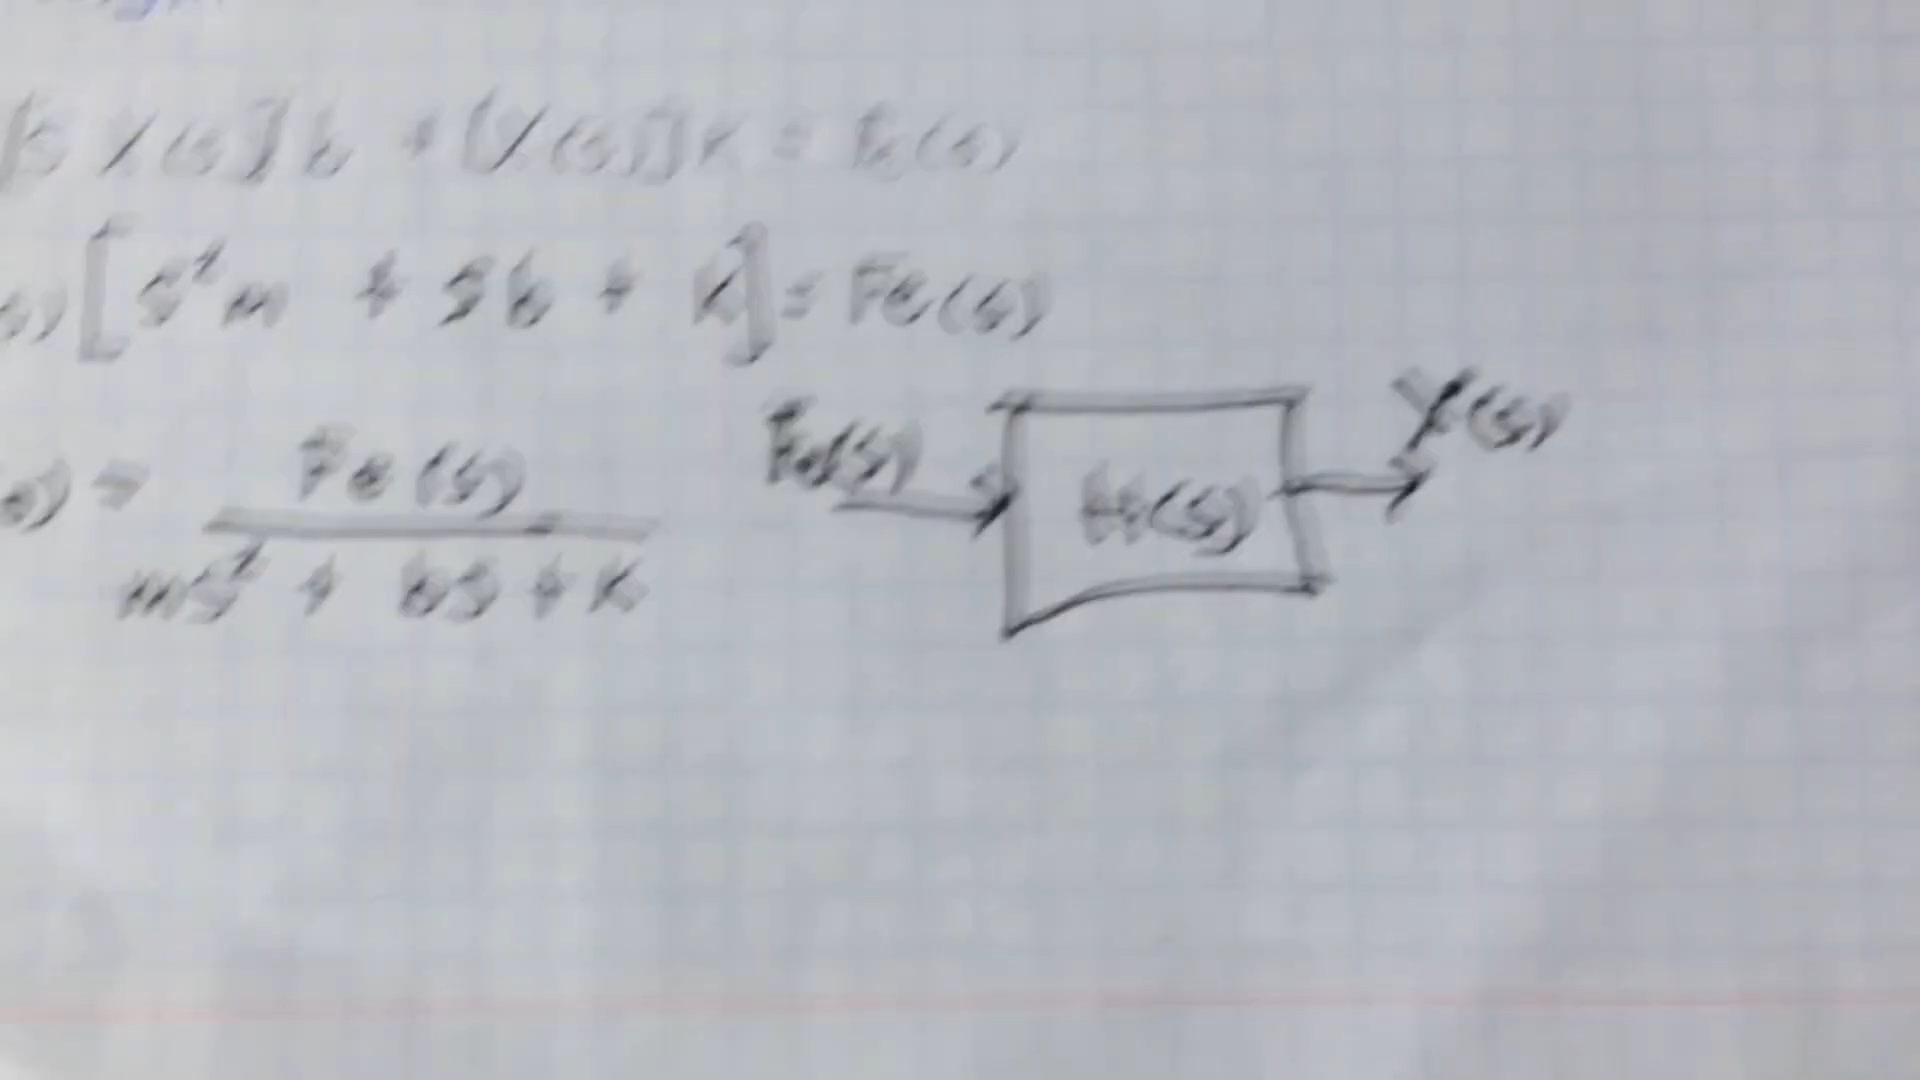 [s X(s)] b + [X(s)] k = Fe(s)
s) [s²m + sb + k] = Fe(s)
s) = Fe(s) / ms² + bs + k
Fe(s) → H(s) → X(s)